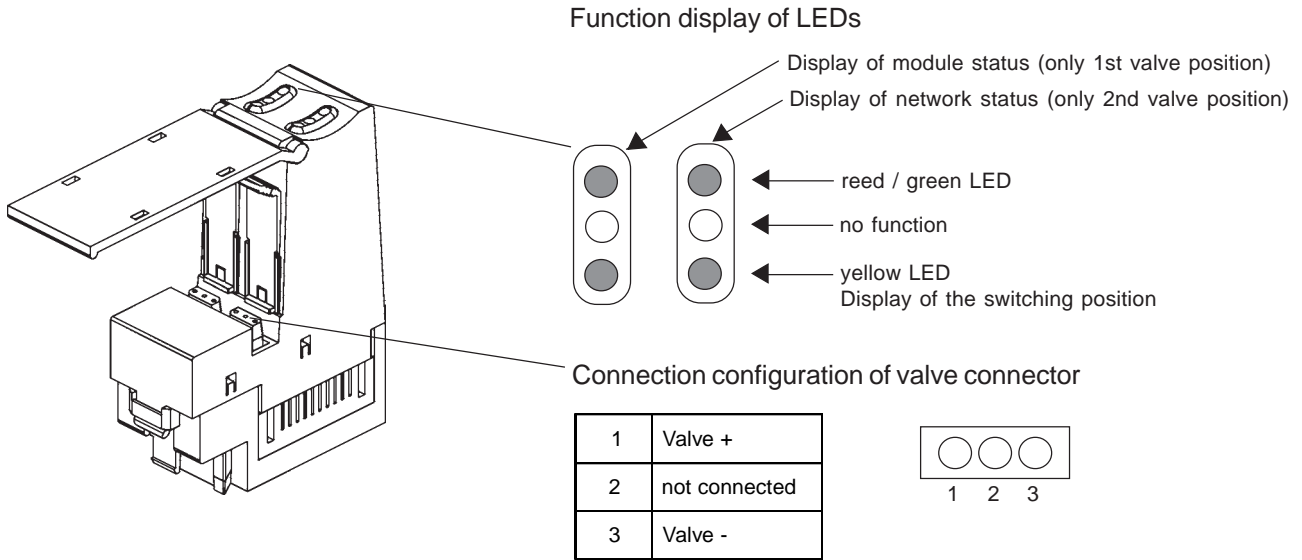 Function display of LEDs
Display of module status (only 1st valve position)
Display of network status (only 2nd valve position)
reed / green LED
no function
yellow LED
Display of the switching position
Connection configuration of valve connector
1 Valve +
2 not connected
3 Valve -
1 2 3